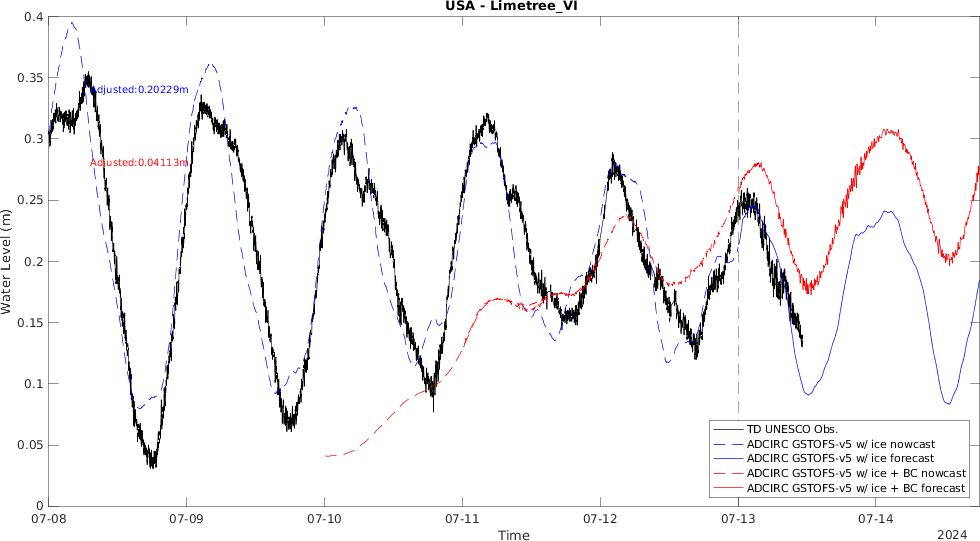 USA - Limetree_VI
0.4
0.35
0.3
0.25
0.2
0.15
0.1
0.05
0
Water Level (m)
Adjusted:0.20229m
Adjusted:0.04113m
TD UNESCO Obs.
ADCIRC GSTOFS-v5 w/ ice nowcast
ADCIRC GSTOFS-v5 w/ ice forecast
ADCIRC GSTOFS-v5 w/ ice + BC nowcast
ADCIRC GSTOFS-v5 w/ ice + BC forecast
07-08 07-09 07-10 07-11 07-12 07-13 07-14
Time
2024